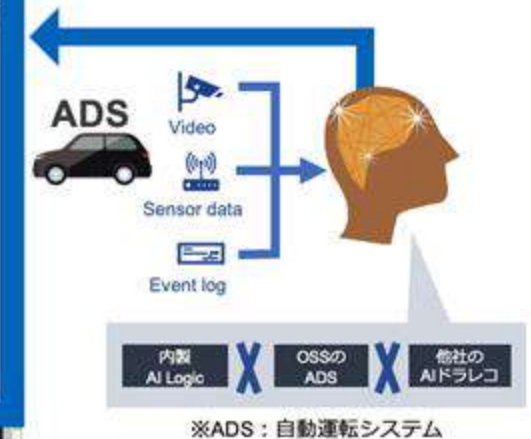 ADS
Video
Sensor data
Event log
内製
AI Logic
X
OSSの
ADS
X
他社の
AIドラレコ
※ADS：自動運転システム